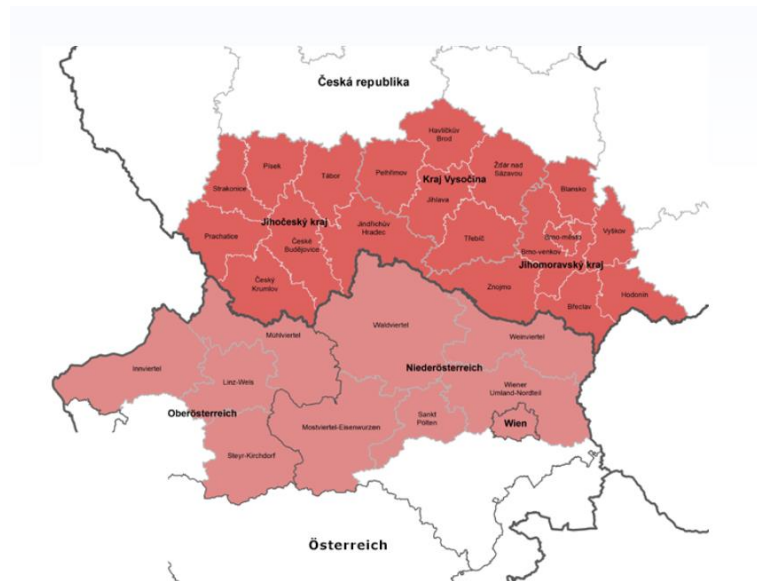 Česká republika
Havlíčkův
Brod
Žďár nad
Sázavou
Písek
Tábor
Pelhřimov
Kraj Vysočina
Strakonice
Blansko
Jihlava
Jihočeský kraj
Jindřichův
Hradec
Prachatice
České
Budějovice
Třebíč
Brno-město
Vyškov
Brno-venkov
Jihomoravský kraj
Český
Krumlov
Znojmo
Hodonín
Břeclav
Waldviertel
Mühlviertel
Weinviertel
Innviertel
Niederösterreich
Linz-Wels
Wiener
Umland-Nordteil
Oberösterreich
Sankt
Pölten
Mostviertel-Eisenwurzen
Wien
Steyr-Kirchdorf
Österreich